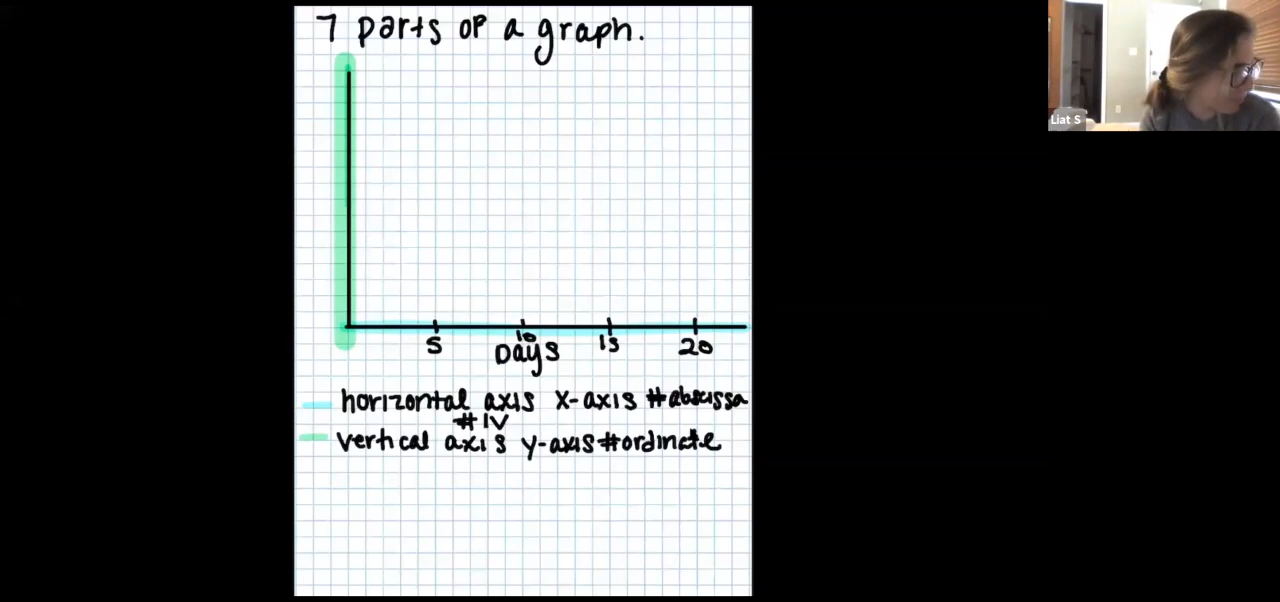 7 parts of a graph.
5 10 15 20
Days
horizontal axis x-axis #abscissa
#IV
vertical axis y-axis #ordinate
Liat S